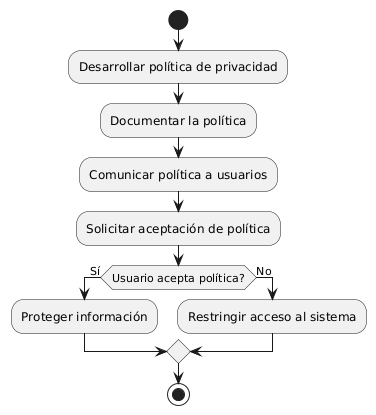 Desarrollar política de privacidad
Documentar la política
Comunicar política a usuarios
Solicitar aceptación de política
Usuario acepta política?
Sí
No
Proteger información
Restringir acceso al sistema